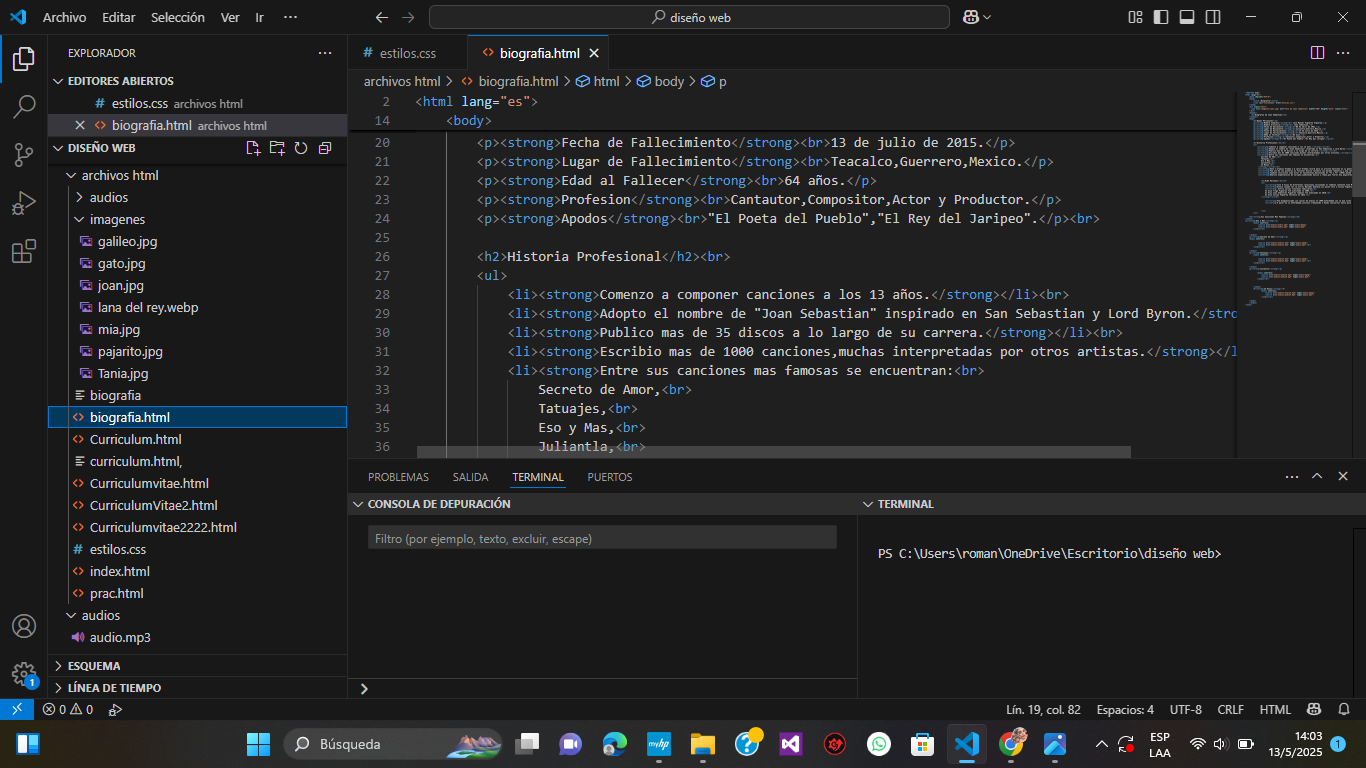 Archivo Editar Selección Ver Ir ···
diseño web
EXPLORADOR ···
EDITORES ABIERTOS
# estilos.css archivos html
<> biografia.html archivos html
DISEÑO WEB
archivos html
audios
imagenes
galileo.jpg
gato.jpg
joan.jpg
lana del rey.webp
mia.jpg
pajarito.jpg
Tania.jpg
biografia
<> biografia.html
<> Curriculum.html
curriculum.html,
<> Curriculumvitae.html
<> CurriculumVitae2.html
<> Curriculumvitae2222.html
# estilos.css
<> index.html
<> prac.html
audios
audio.mp3
ESQUEMA
LÍNEA DE TIEMPO
1
# estilos.css
<> biografia.html
archivos html > <> biografia.html > html > body > p
2 <html lang="es">
14 <body>
20 <p><strong>Fecha de Fallecimiento</strong><br>13 de julio de 2015.</p>
21 <p><strong>Lugar de Fallecimiento</strong><br>Teacalco,Guerrero,Mexico.</p>
22 <p><strong>Edad al Fallecer</strong><br>64 años.</p>
23 <p><strong>Profesion</strong><br>Cantautor,Compositor,Actor y Productor.</p>
24 <p><strong>Apodos</strong><br>"El Poeta del Pueblo","El Rey del Jaripeo".</p><br>
25
26 <h2>Historia Profesional</h2><br>
27 <ul>
28 <li><strong>Comenzo a componer canciones a los 13 años.</strong></li><br>
29 <li><strong>Adopto el nombre de "Joan Sebastian" inspirado en San Sebastian y Lord Byron.</stro
30 <li><strong>Publico mas de 35 discos a lo largo de su carrera.</strong></li><br>
31 <li><strong>Escribio mas de 1000 canciones,muchas interpretadas por otros artistas.</strong></l
32 <li><strong>Entre sus canciones mas famosas se encuentran:<br>
33 Secreto de Amor,<br>
34 Tatuajes,<br>
35 Eso y Mas,<br>
36 Juliantla,<br>
PROBLEMAS SALIDA TERMINAL PUERTOS
CONSOLA DE DEPURACIÓN
Filtro (por ejemplo, texto, excluir, escape)
TERMINAL
PS C:\Users\roman\OneDrive\Escritorio\diseño web>
0 0
Lín. 19, col. 82 Espacios: 4 UTF-8 CRLF HTML
Búsqueda
myhp
ESP
LAA
14:03
13/5/2025
1